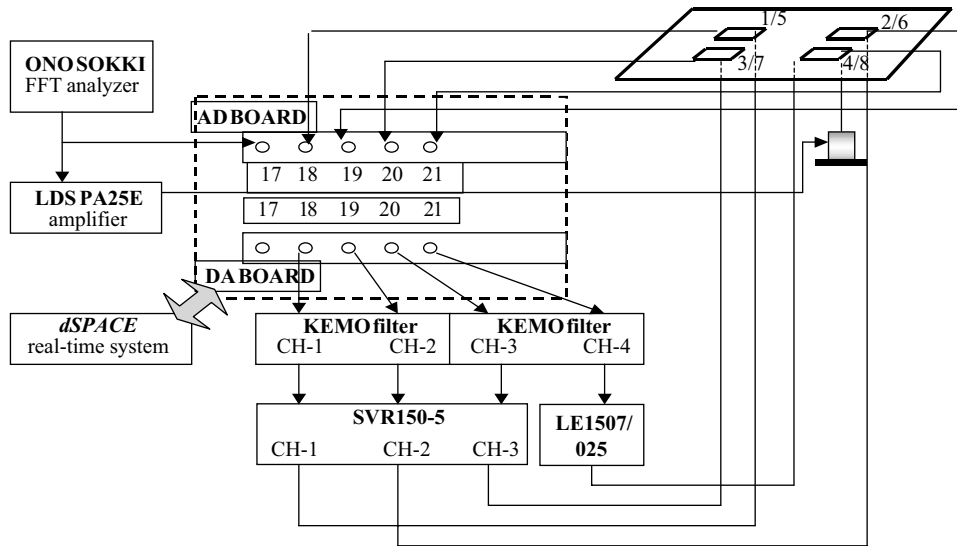 1/5
2/6
3/7
4/8
ONO SOKKI
FFT analyzer
AD BOARD
17 18 19 20 21
LDS PA25E
amplifier
17 18 19 20 21
DA BOARD
dSPACE
real-time system
KEMO filter
CH-1 CH-2
KEMO filter
CH-3 CH-4
SVR150-5
CH-1 CH-2 CH-3
LE1507/
025